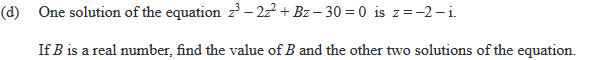 (d) One solution of the equation z³ – 2z² + Bz – 30 = 0 is z = –2 – i.
If B is a real number, find the value of B and the other two solutions of the equation.